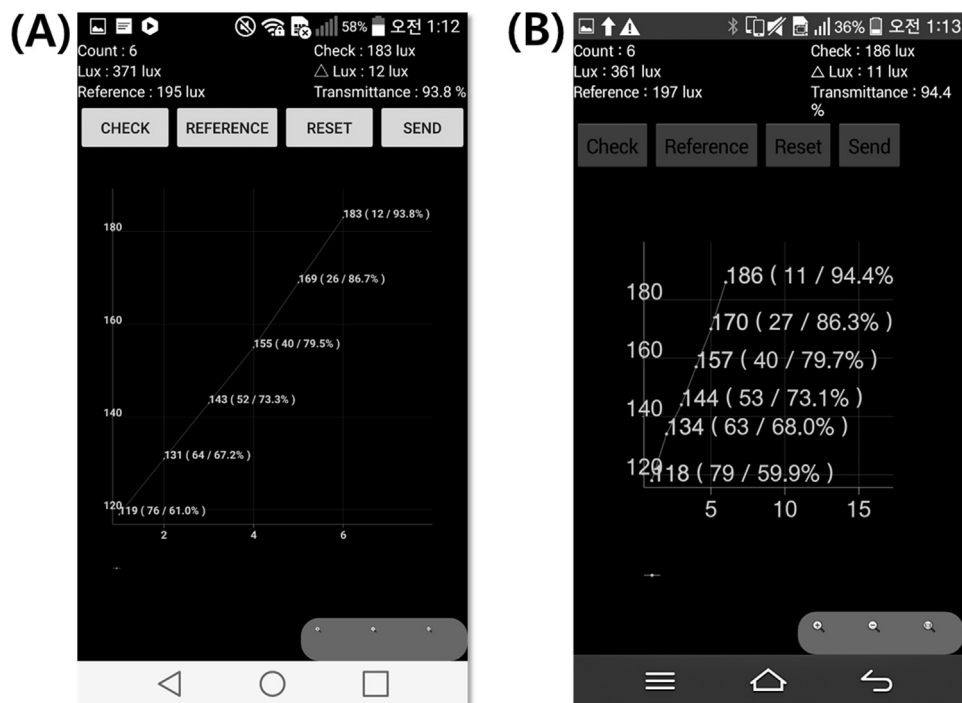 (A)
58% 오전 1:12
Count : 6
Check : 183 lux
Lux : 371 lux
△ Lux : 12 lux
Reference : 195 lux
Transmittance : 93.8 %
CHECK
REFERENCE
RESET
SEND
183 ( 12 / 93.8% )
180
169 ( 26 / 86.7% )
160
155 ( 40 / 79.5% )
143 ( 52 / 73.3% )
140
131 ( 64 / 67.2% )
120
119 ( 76 / 61.0% )
2 4 6
(B)
36% 오전 1:13
Count : 6
Check : 186 lux
Lux : 361 lux
△ Lux : 11 lux
Reference : 197 lux
Transmittance : 94.4
%
Check
Reference
Reset
Send
.186 ( 11 / 94.4%
180
.170 ( 27 / 86.3% )
160
.157 ( 40 / 79.7% )
.144 ( 53 / 73.1% )
140
.134 ( 63 / 68.0% )
120
.118 ( 79 / 59.9% )
5 10 15